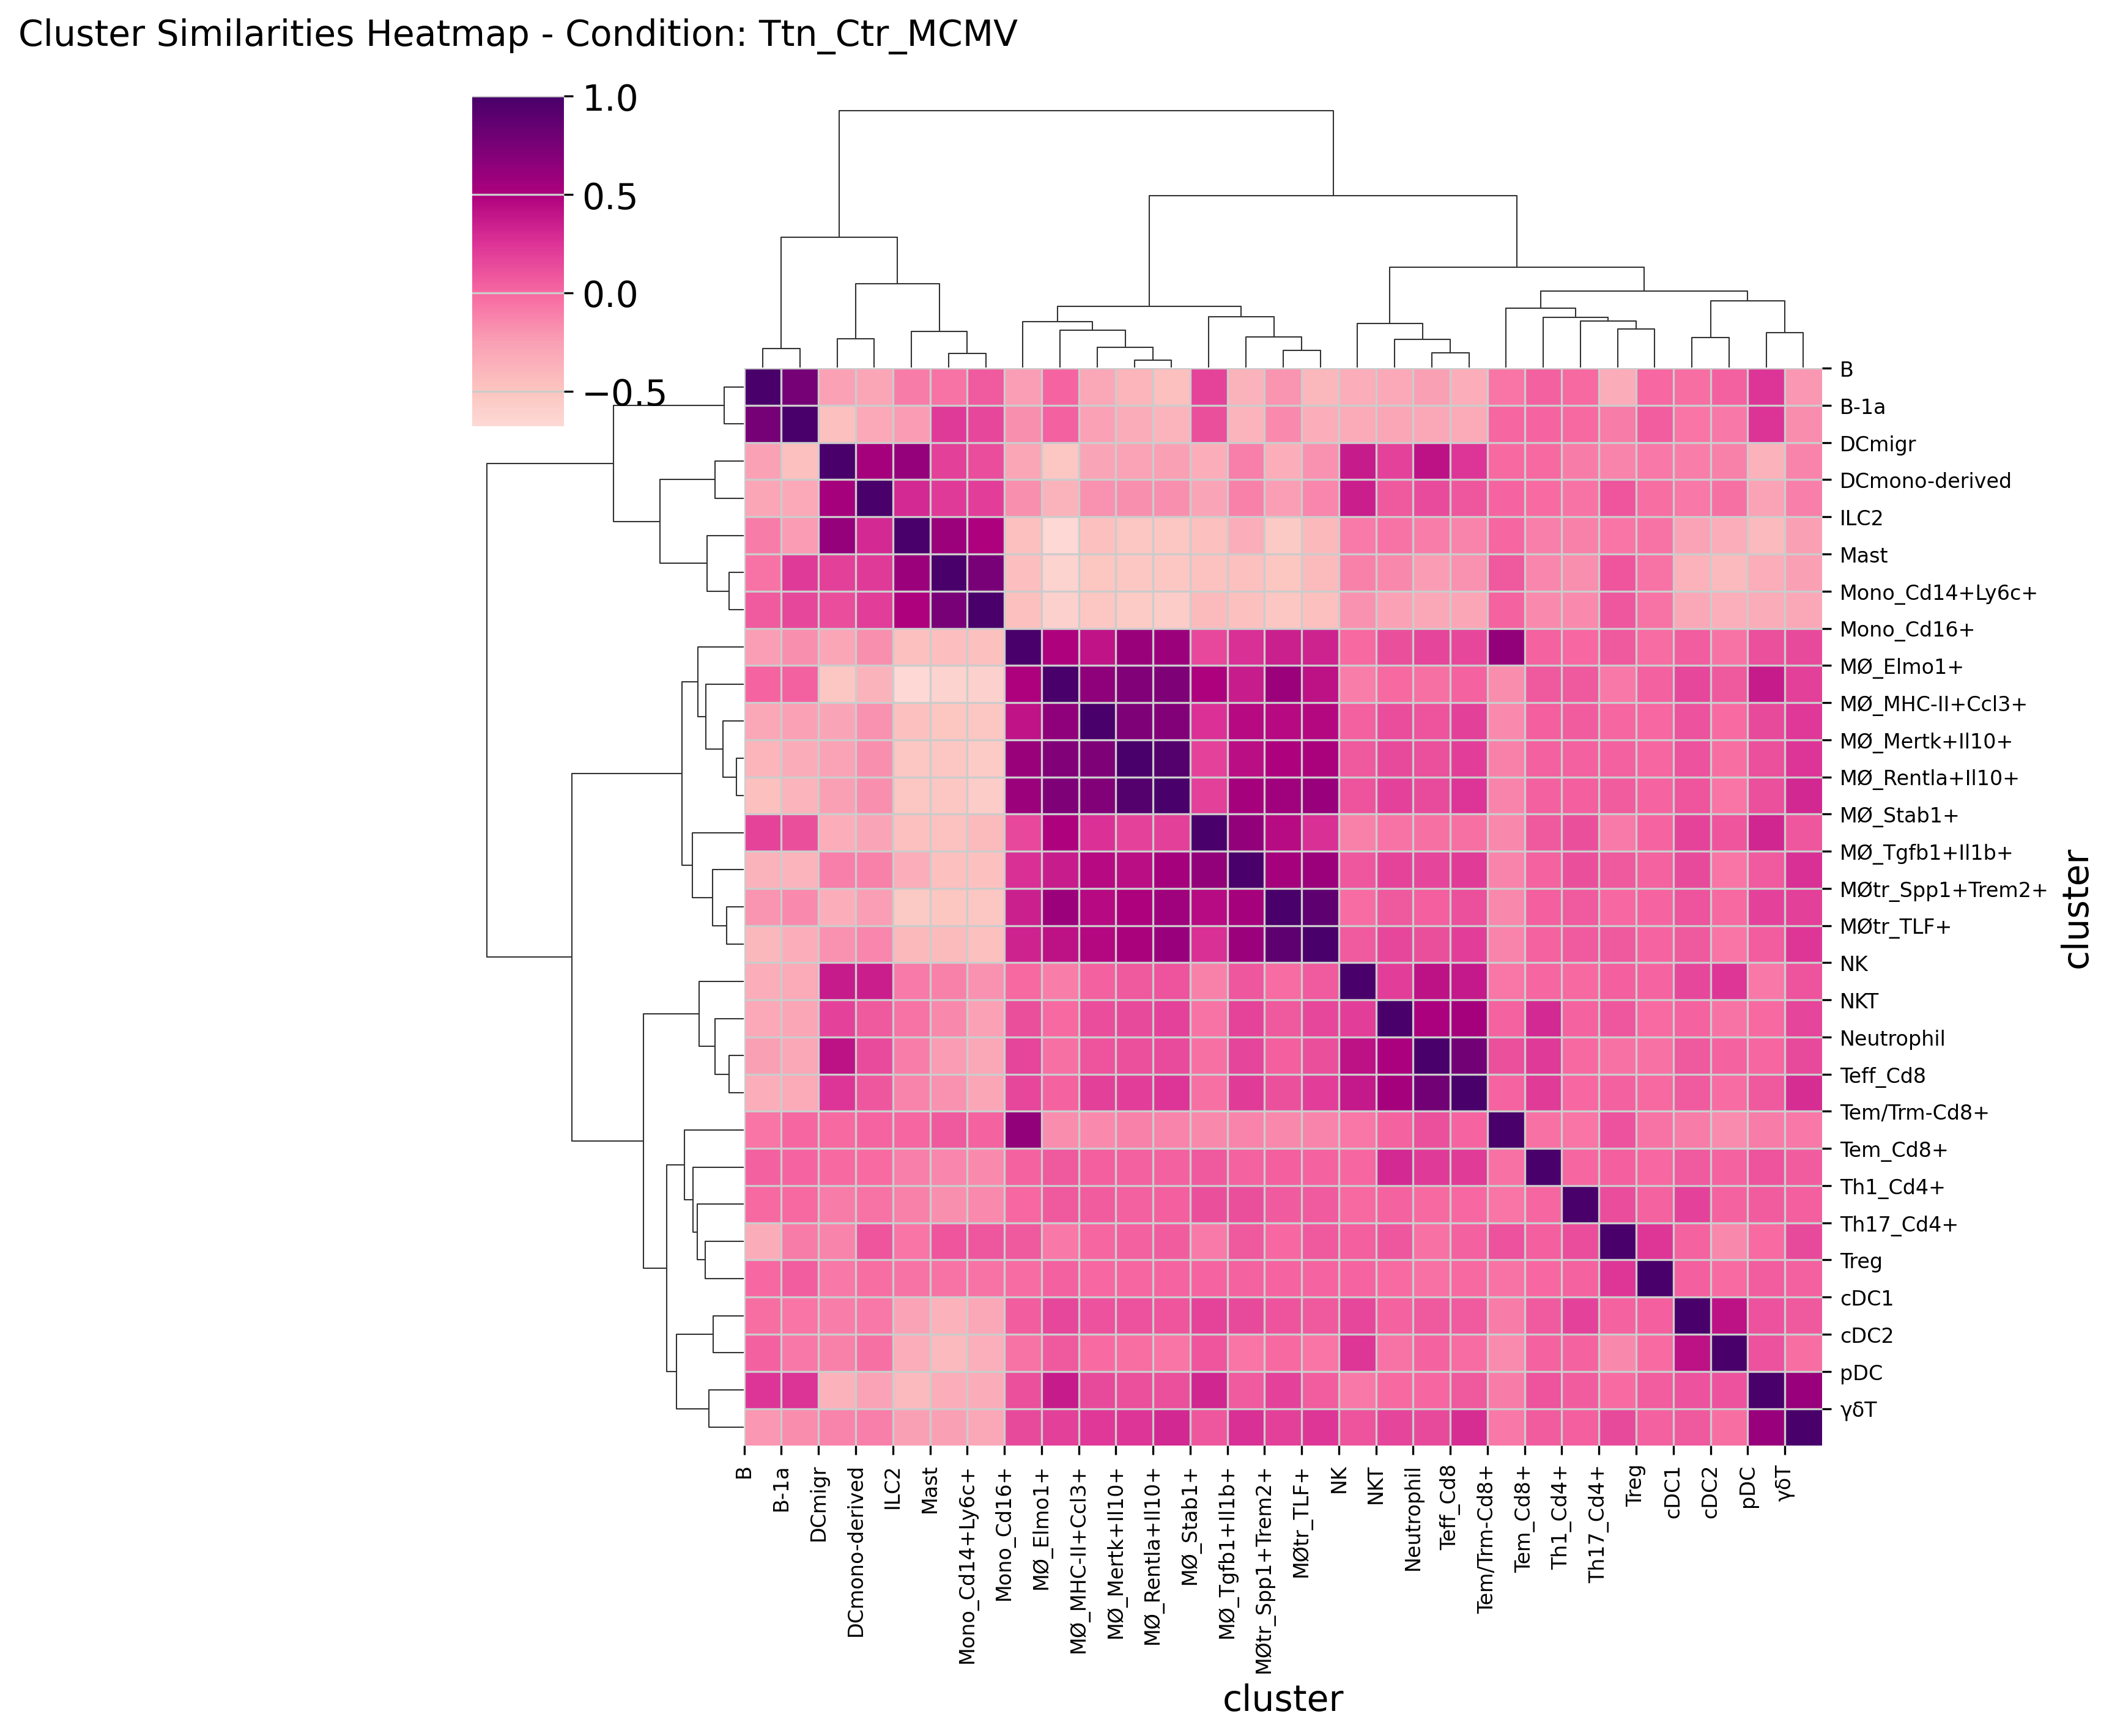 Cluster Similarities Heatmap - Condition: Ttn_Ctr_MCMV
1.0
0.5
0.0
−0.5
B
B-1a
DCmigr
DCmono-derived
ILC2
Mast
Mono_Cd14+Ly6c+
Mono_Cd16+
MØ_Elmo1+
MØ_MHC-II+Ccl3+
MØ_Mertk+Il10+
MØ_Rentla+Il10+
MØ_Stab1+
MØ_Tgfb1+Il1b+
MØtr_Spp1+Trem2+
MØtr_TLF+
NK
NKT
Neutrophil
Teff_Cd8
Tem/Trm-Cd8+
Tem_Cd8+
Th1_Cd4+
Th17_Cd4+
Treg
cDC1
cDC2
pDC
γδT
cluster
B
B-1a
DCmigr
DCmono-derived
ILC2
Mast
Mono_Cd14+Ly6c+
Mono_Cd16+
MØ_Elmo1+
MØ_MHC-II+Ccl3+
MØ_Mertk+Il10+
MØ_Rentla+Il10+
MØ_Stab1+
MØ_Tgfb1+Il1b+
MØtr_Spp1+Trem2+
MØtr_TLF+
NK
NKT
Neutrophil
Teff_Cd8
Tem/Trm-Cd8+
Tem_Cd8+
Th1_Cd4+
Th17_Cd4+
Treg
cDC1
cDC2
pDC
γδT
cluster